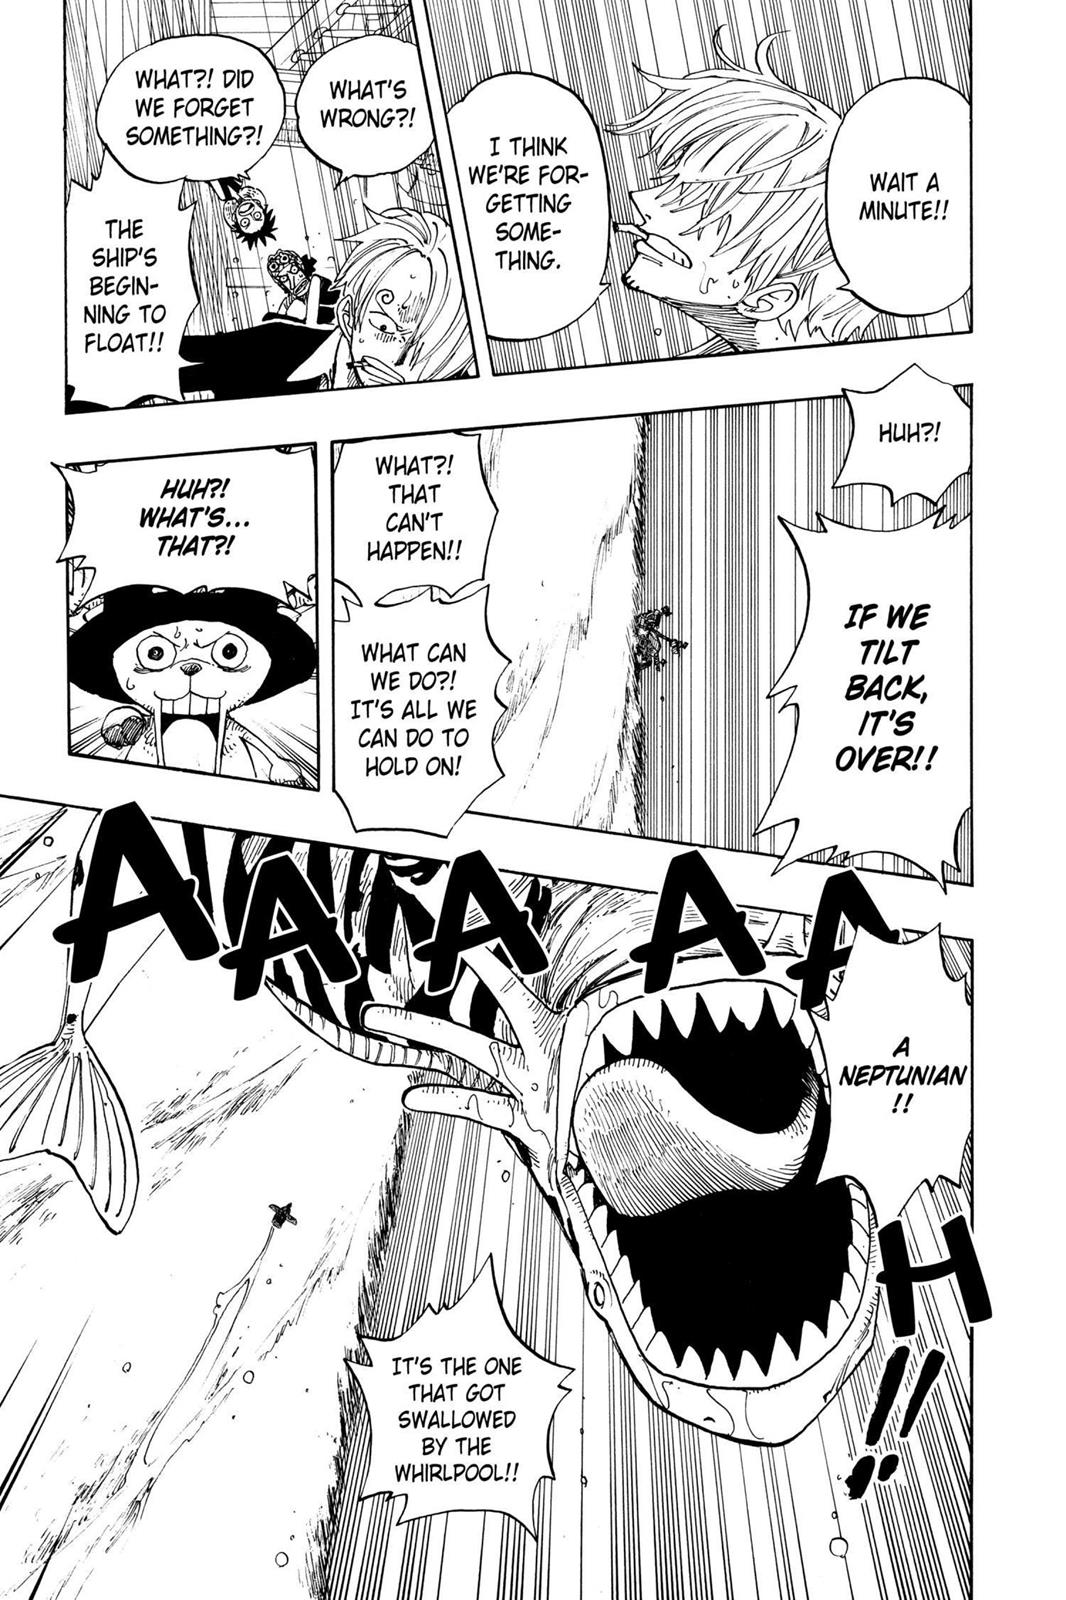 WAIT A
MINUTE!!
I THINK
WE'RE FOR-
GETTING
SOME-
THING.
WHAT'S
WRONG?!
WHAT?! DID
WE FORGET
SOMETHING?!
THE
SHIP'S
BEGIN-
NING TO
FLOAT!!
HUH?!
IF WE
TILT
BACK,
IT'S
OVER!!
WHAT?!
THAT
CAN'T
HAPPEN!!
WHAT CAN
WE DO?!
IT'S ALL WE
CAN DO TO
HOLD ON!
HUH?!
WHAT'S...
THAT?!
AAAAAH!!
A
NEPTUNIAN
!!
IT'S THE ONE
THAT GOT
SWALLOWED
BY THE
WHIRLPOOL!!